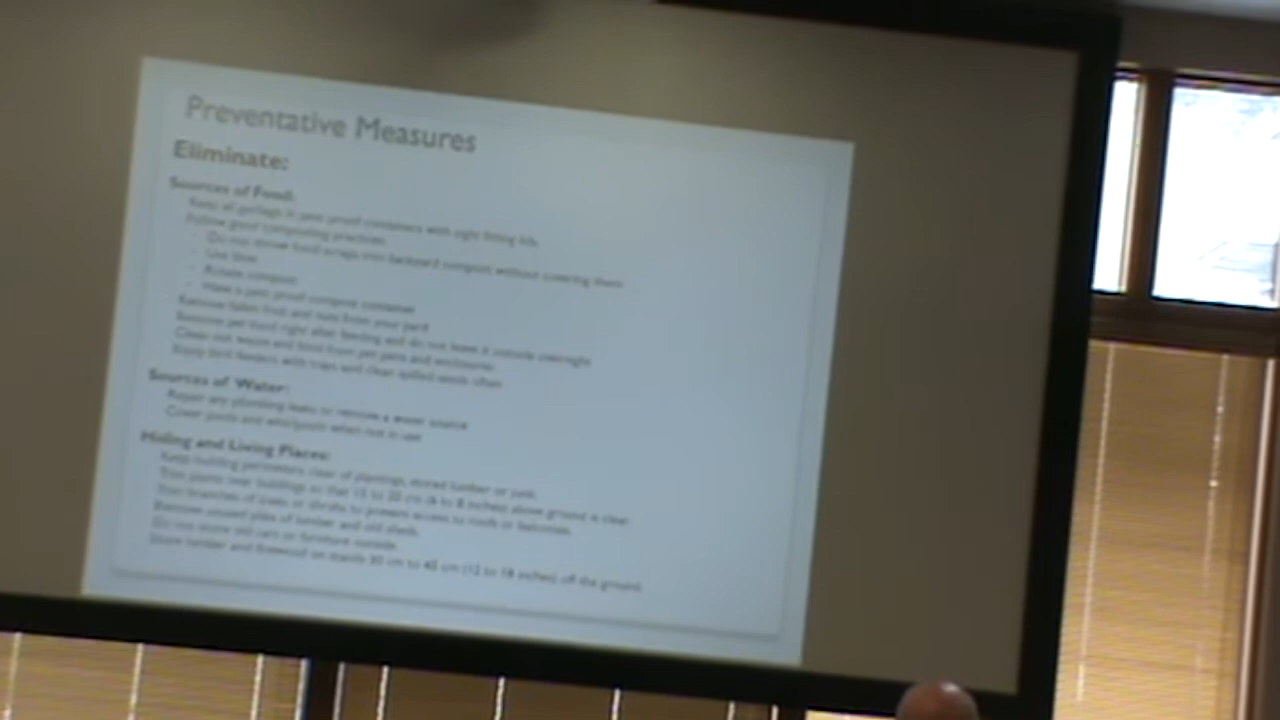 Preventative Measures
Eliminate:
Sources of Food:
Keep all garbage in pest proof containers with tight fitting lids.
Follow good composting practices
- Do not throw food scraps into backyard compost without covering them
- Use lime
- Rotate compost
- Have a pest proof compost container
Remove fallen fruit and nuts from your yard
Remove pet food right after feeding and do not leave it outside overnight
Clean out waste and food from pet pens and enclosures
bird feeders with trays and clean spilled seeds often
Sources of Water:
Repair any plumbing leaks to remove a water source
Cover pools and whirlpools when not in use
Hiding and Living Places:
Keep building perimeters clear of plantings, stored lumber or junk.
Trim plants near buildings so that 15 to 20 cm (6 to 8 inches) above ground is clear.
Trim branches of trees or shrubs to prevent access to roofs or balconies
Remove unused piles of lumber and old sheds.
Do not store old cars or furniture outside.
Store lumber and firewood on stands 30 cm to 45 cm (12 to 18 inches) off the ground.